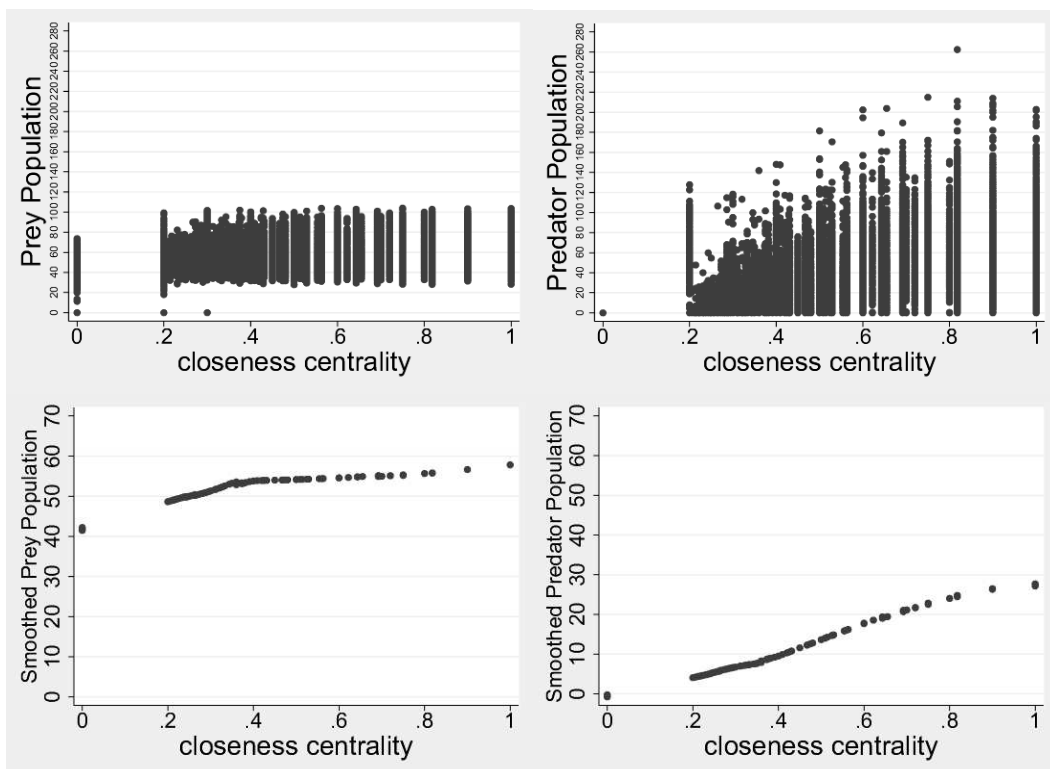 Prey Population
0 20 40 60 80 100 120 140 160 180 200 220 240 260 280
0 .2 .4 .6 .8 1
closeness centrality
Predator Population
0 20 40 60 80 100 120 140 160 180 200 220 240 260 280
0 .2 .4 .6 .8 1
closeness centrality
Smoothed Prey Population
0 10 20 30 40 50 60 70
0 .2 .4 .6 .8 1
closeness centrality
Smoothed Predator Population
0 10 20 30 40 50 60 70
0 .2 .4 .6 .8 1
closeness centrality